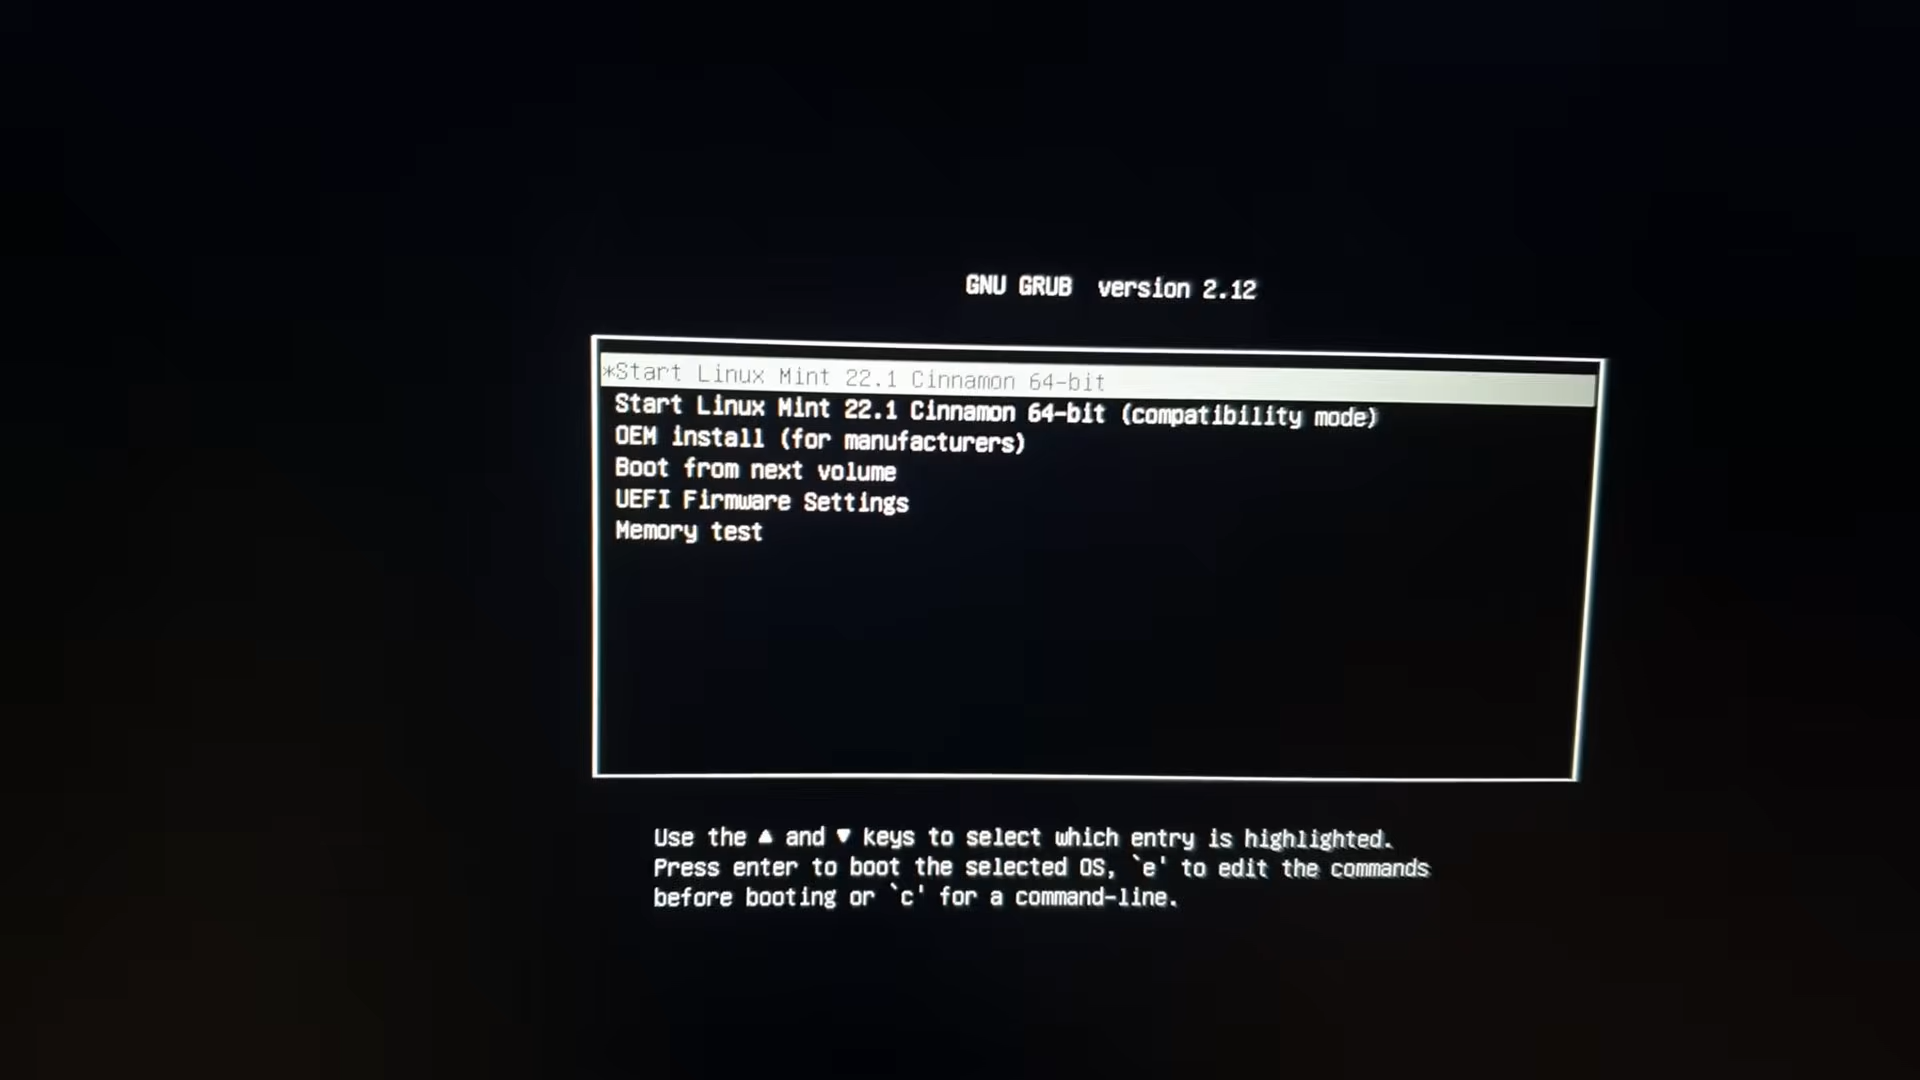 GNU GRUB version 2.12
*Start Linux Mint 22.1 Cinnamon 64-bit
Start Linux Mint 22.1 Cinnamon 64-bit (compatibility mode)
OEM install (for manufacturers)
Boot from next volume
UEFI Firmware Settings
Memory test
Use the ▲ and ▼ keys to select which entry is highlighted.
Press enter to boot the selected OS, `e' to edit the commands
before booting or `c' for a command-line.